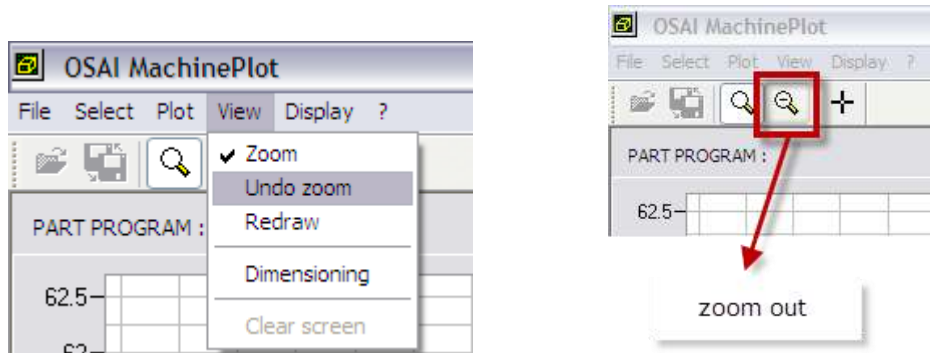 OSAI MachinePlot
File Select Plot View Display ?
Zoom
Undo zoom
Redraw
Dimensioning
Clear screen
PART PROGRAM :
62.5
62
OSAI MachinePlot
File Select Plot View Display ?
PART PROGRAM :
62.5
zoom out